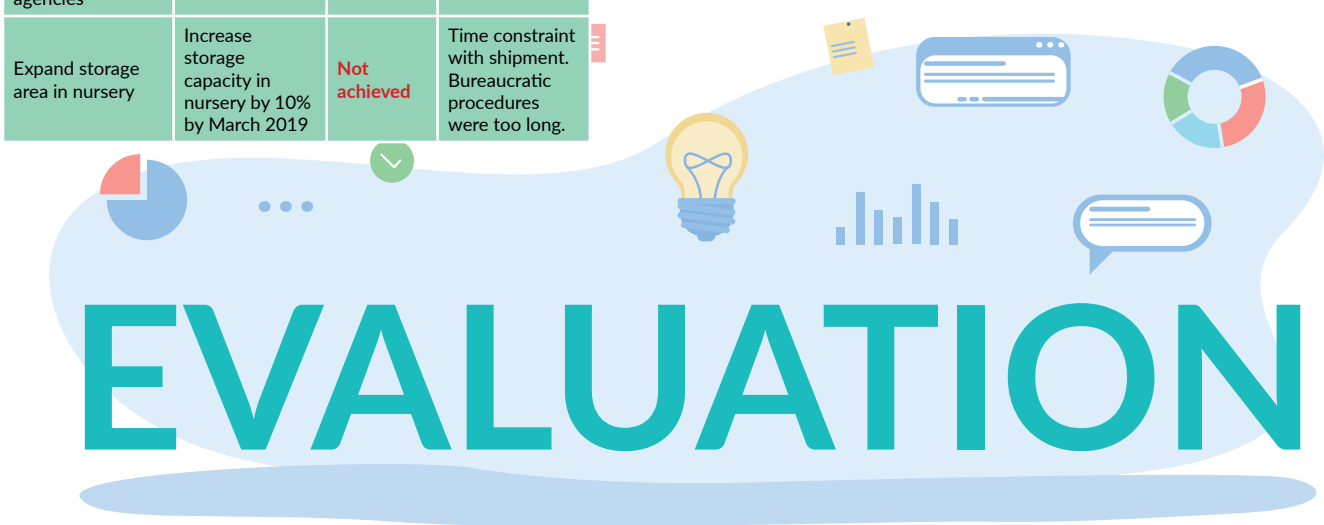 agencies
Expand storage
area in nursery
Increase
storage
capacity in
nursery by 10%
by March 2019
Not
achieved
Time constraint
with shipment.
Bureaucratic
procedures
were too long.
EVALUATION